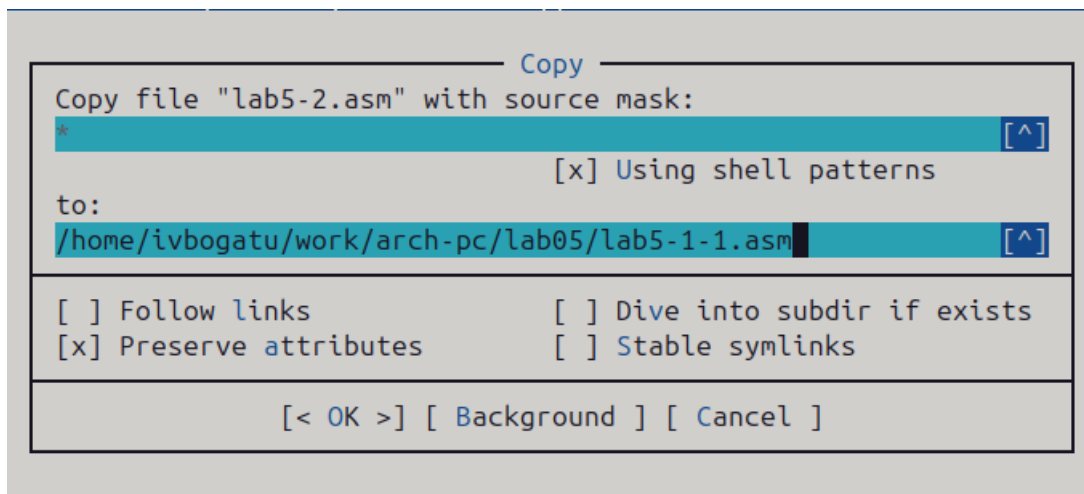 Copy
Copy file "lab5-2.asm" with source mask:
* [^]
[x] Using shell patterns
to:
/home/ivbogatu/work/arch-pc/lab05/lab5-1-1.asm [^]
[ ] Follow links [ ] Dive into subdir if exists
[x] Preserve attributes [ ] Stable symlinks
[< OK >] [ Background ] [ Cancel ]